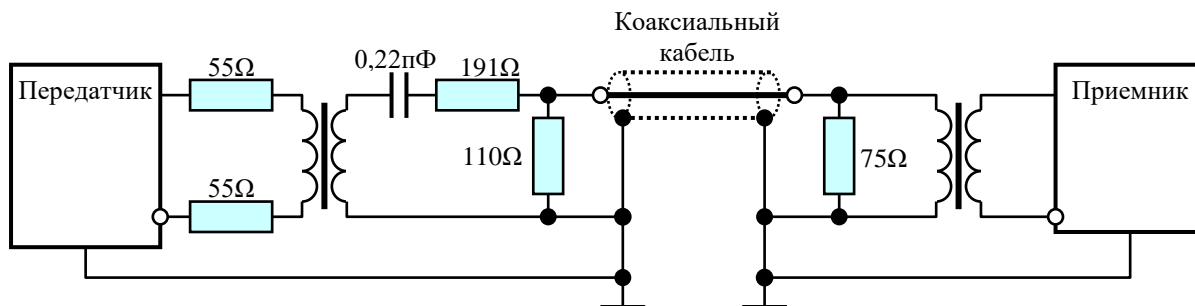 Коаксиальный
кабель
Передатчик
55Ω
0,22пФ
191Ω
Приемник
110Ω
75Ω
55Ω